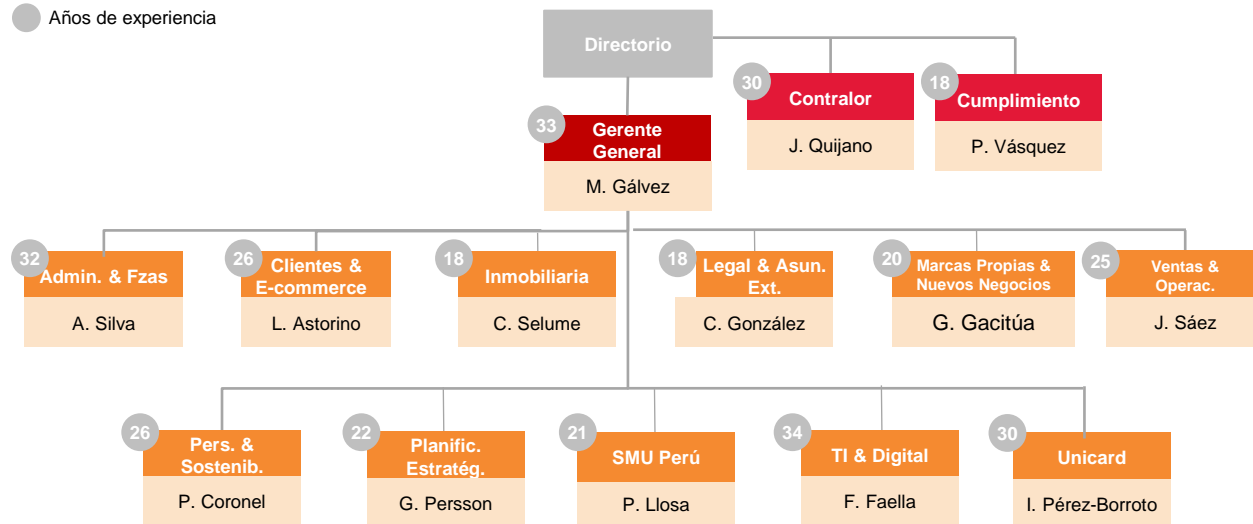 Años de experiencia
Directorio
30
Contralor
J. Quijano
18
Cumplimiento
P. Vásquez
33
Gerente
General
M. Gálvez
32
Admin. & Fzas
A. Silva
26
Clientes &
E-commerce
L. Astorino
18
Inmobiliaria
C. Selume
18
Legal & Asun.
Ext.
C. González
20
Marcas Propias &
Nuevos Negocios
G. Gacitúa
25
Ventas &
Operac.
J. Sáez
26
Pers. &
Sostenib.
P. Coronel
22
Planific.
Estratég.
G. Persson
21
SMU Perú
P. Llosa
34
TI & Digital
F. Faella
30
Unicard
I. Pérez-Borroto